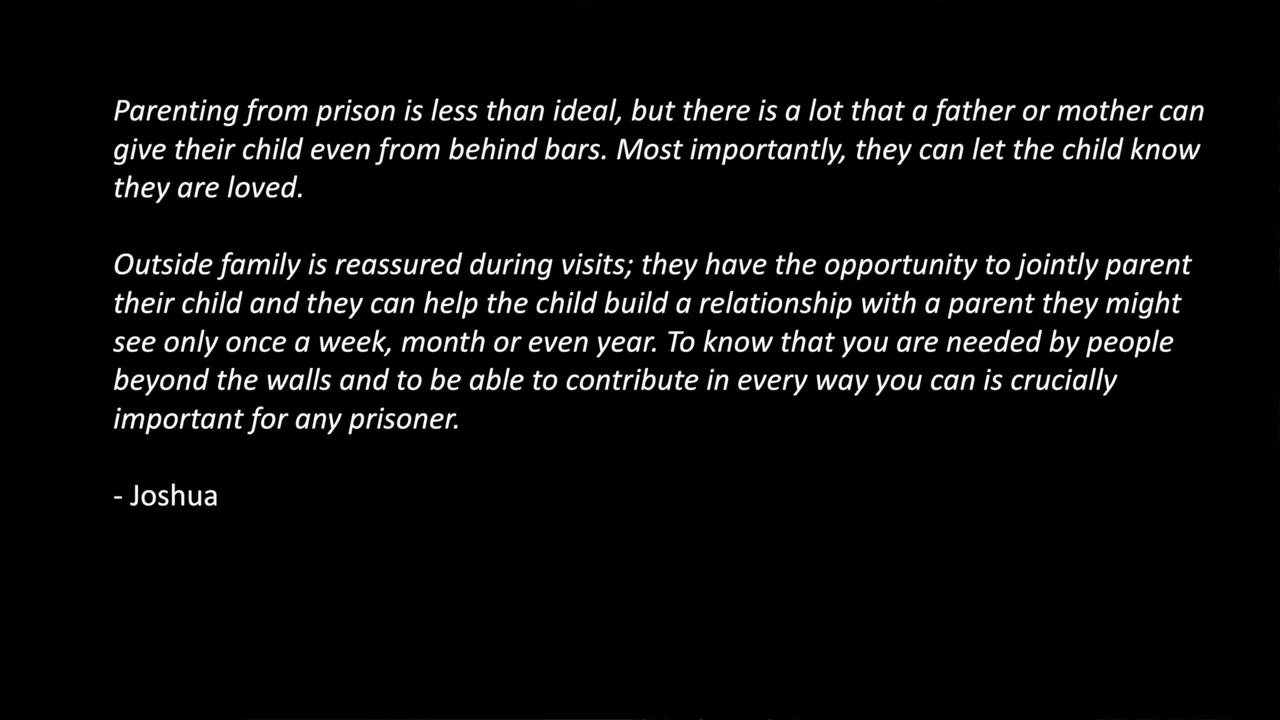 Parenting from prison is less than ideal, but there is a lot that a father or mother can
give their child even from behind bars. Most importantly, they can let the child know
they are loved.
Outside family is reassured during visits; they have the opportunity to jointly parent
their child and they can help the child build a relationship with a parent they might
see only once a week, month or even year. To know that you are needed by people
beyond the walls and to be able to contribute in every way you can is crucially
important for any prisoner.
- Joshua